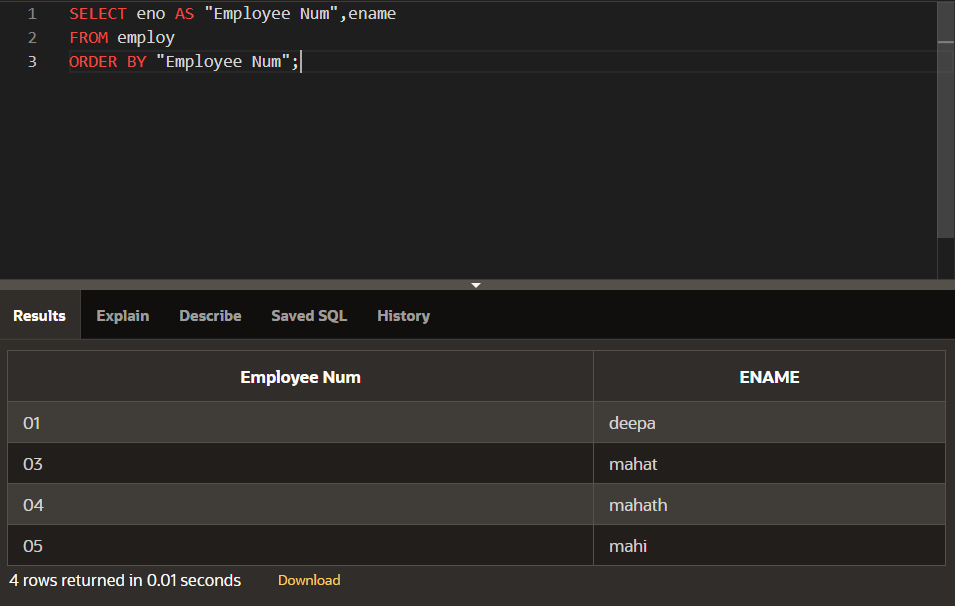 1 SELECT eno AS "Employee Num",ename
2 FROM employ
3 ORDER BY "Employee Num";
Results Explain Describe Saved SQL History
Employee Num ENAME
01 deepa
03 mahat
04 mahath
05 mahi
4 rows returned in 0.01 seconds Download